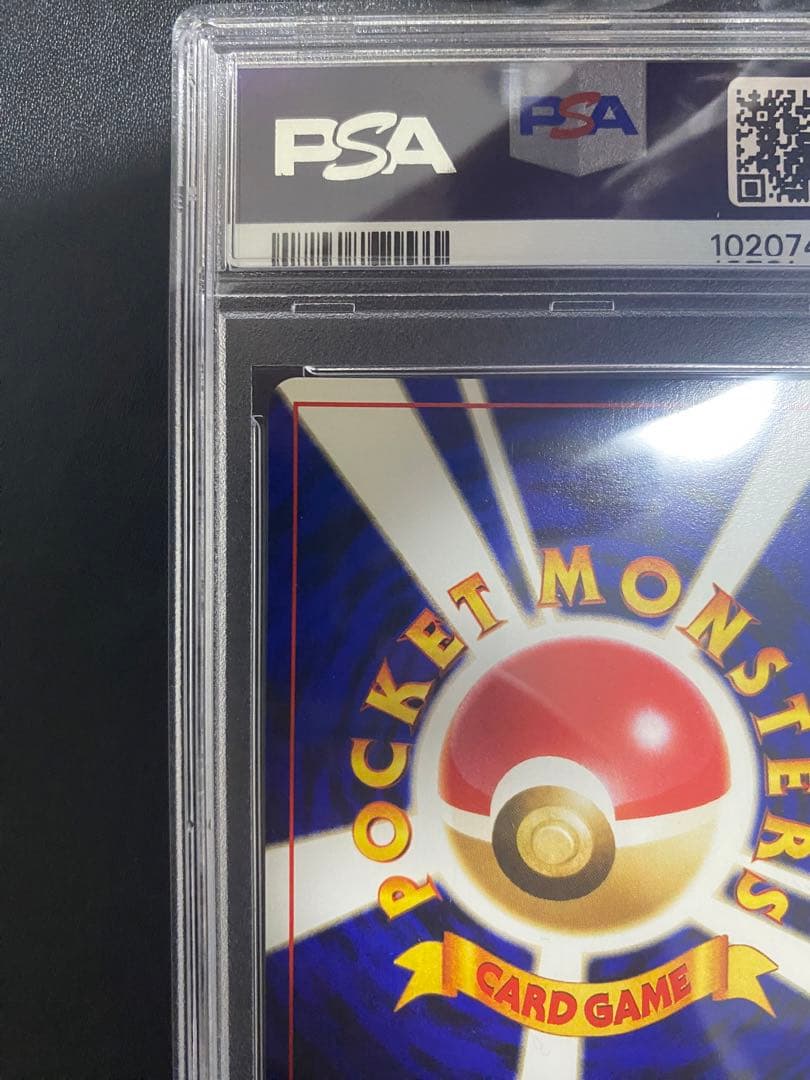 PSA
PSA
102074
POCKET MONSTERS
CARD GAME